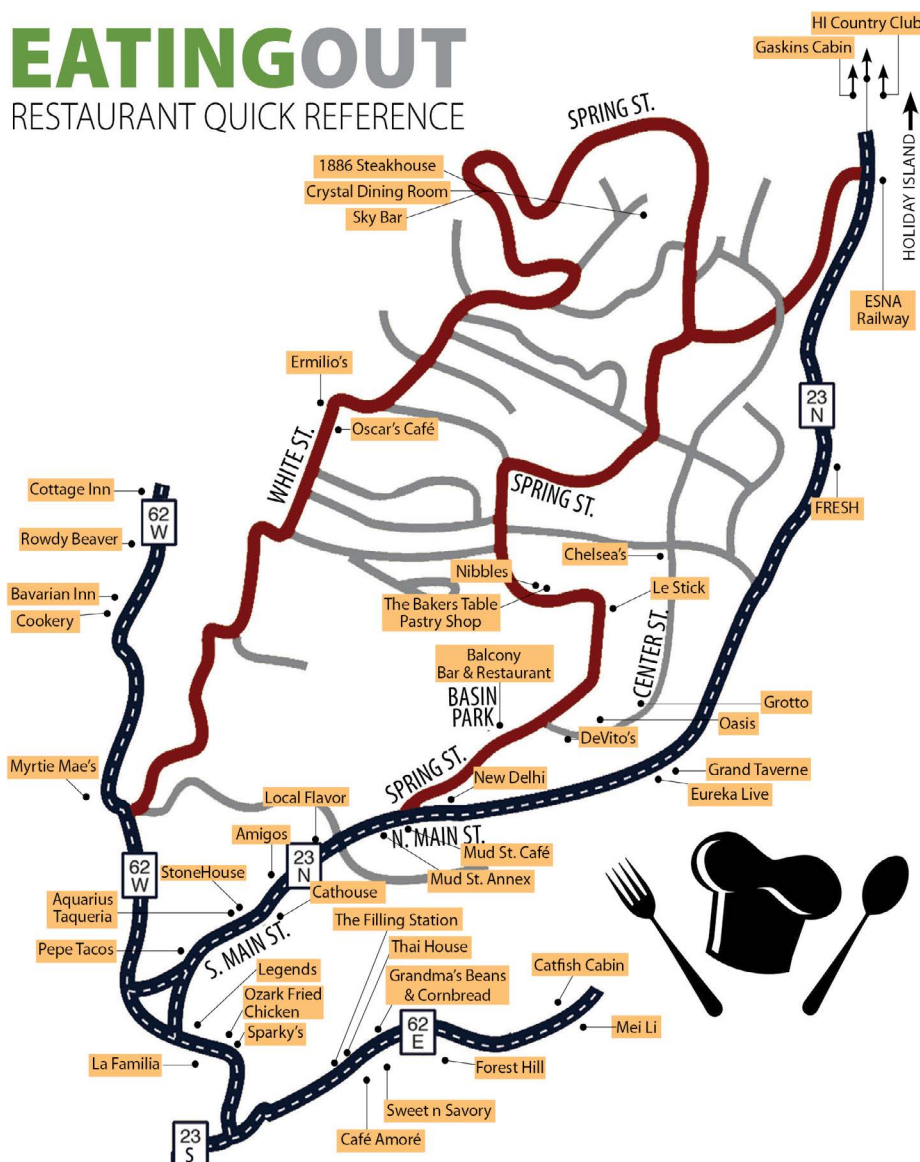 EATINGOUT
RESTAURANT QUICK REFERENCE
HI Country Club
Gaskins Cabin
HOLIDAY ISLAND
SPRING ST.
1886 Steakhouse
Crystal Dining Room
Sky Bar
ESNA
Railway
Ermilio's
23
N
Oscar's Café
WHITE ST.
Cottage Inn
62
W
SPRING ST.
FRESH
Rowdy Beaver
Chelsea's
Nibbles
Bavarian Inn
Le Stick
The Bakers Table
Pastry Shop
Cookery
CENTER ST.
Balcony
Bar & Restaurant
BASIN
PARK
Grotto
Oasis
DeVito's
Myrtie Mae's
SPRING ST.
New Delhi
Grand Taverne
Eureka Live
Local Flavor
N. MAIN ST.
Amigos
Mud St. Café
23
N
62
W
StoneHouse
Mud St. Annex
Cathouse
Aquarius
Taqueria
The Filling Station
S. MAIN ST.
Pepe Tacos
Thai House
Legends
Grandma's Beans
& Cornbread
Catfish Cabin
Ozark Fried
Chicken
Sparky's
62
E
Mei Li
La Familia
Forest Hill
Sweet n Savory
Café Amoré
23
S